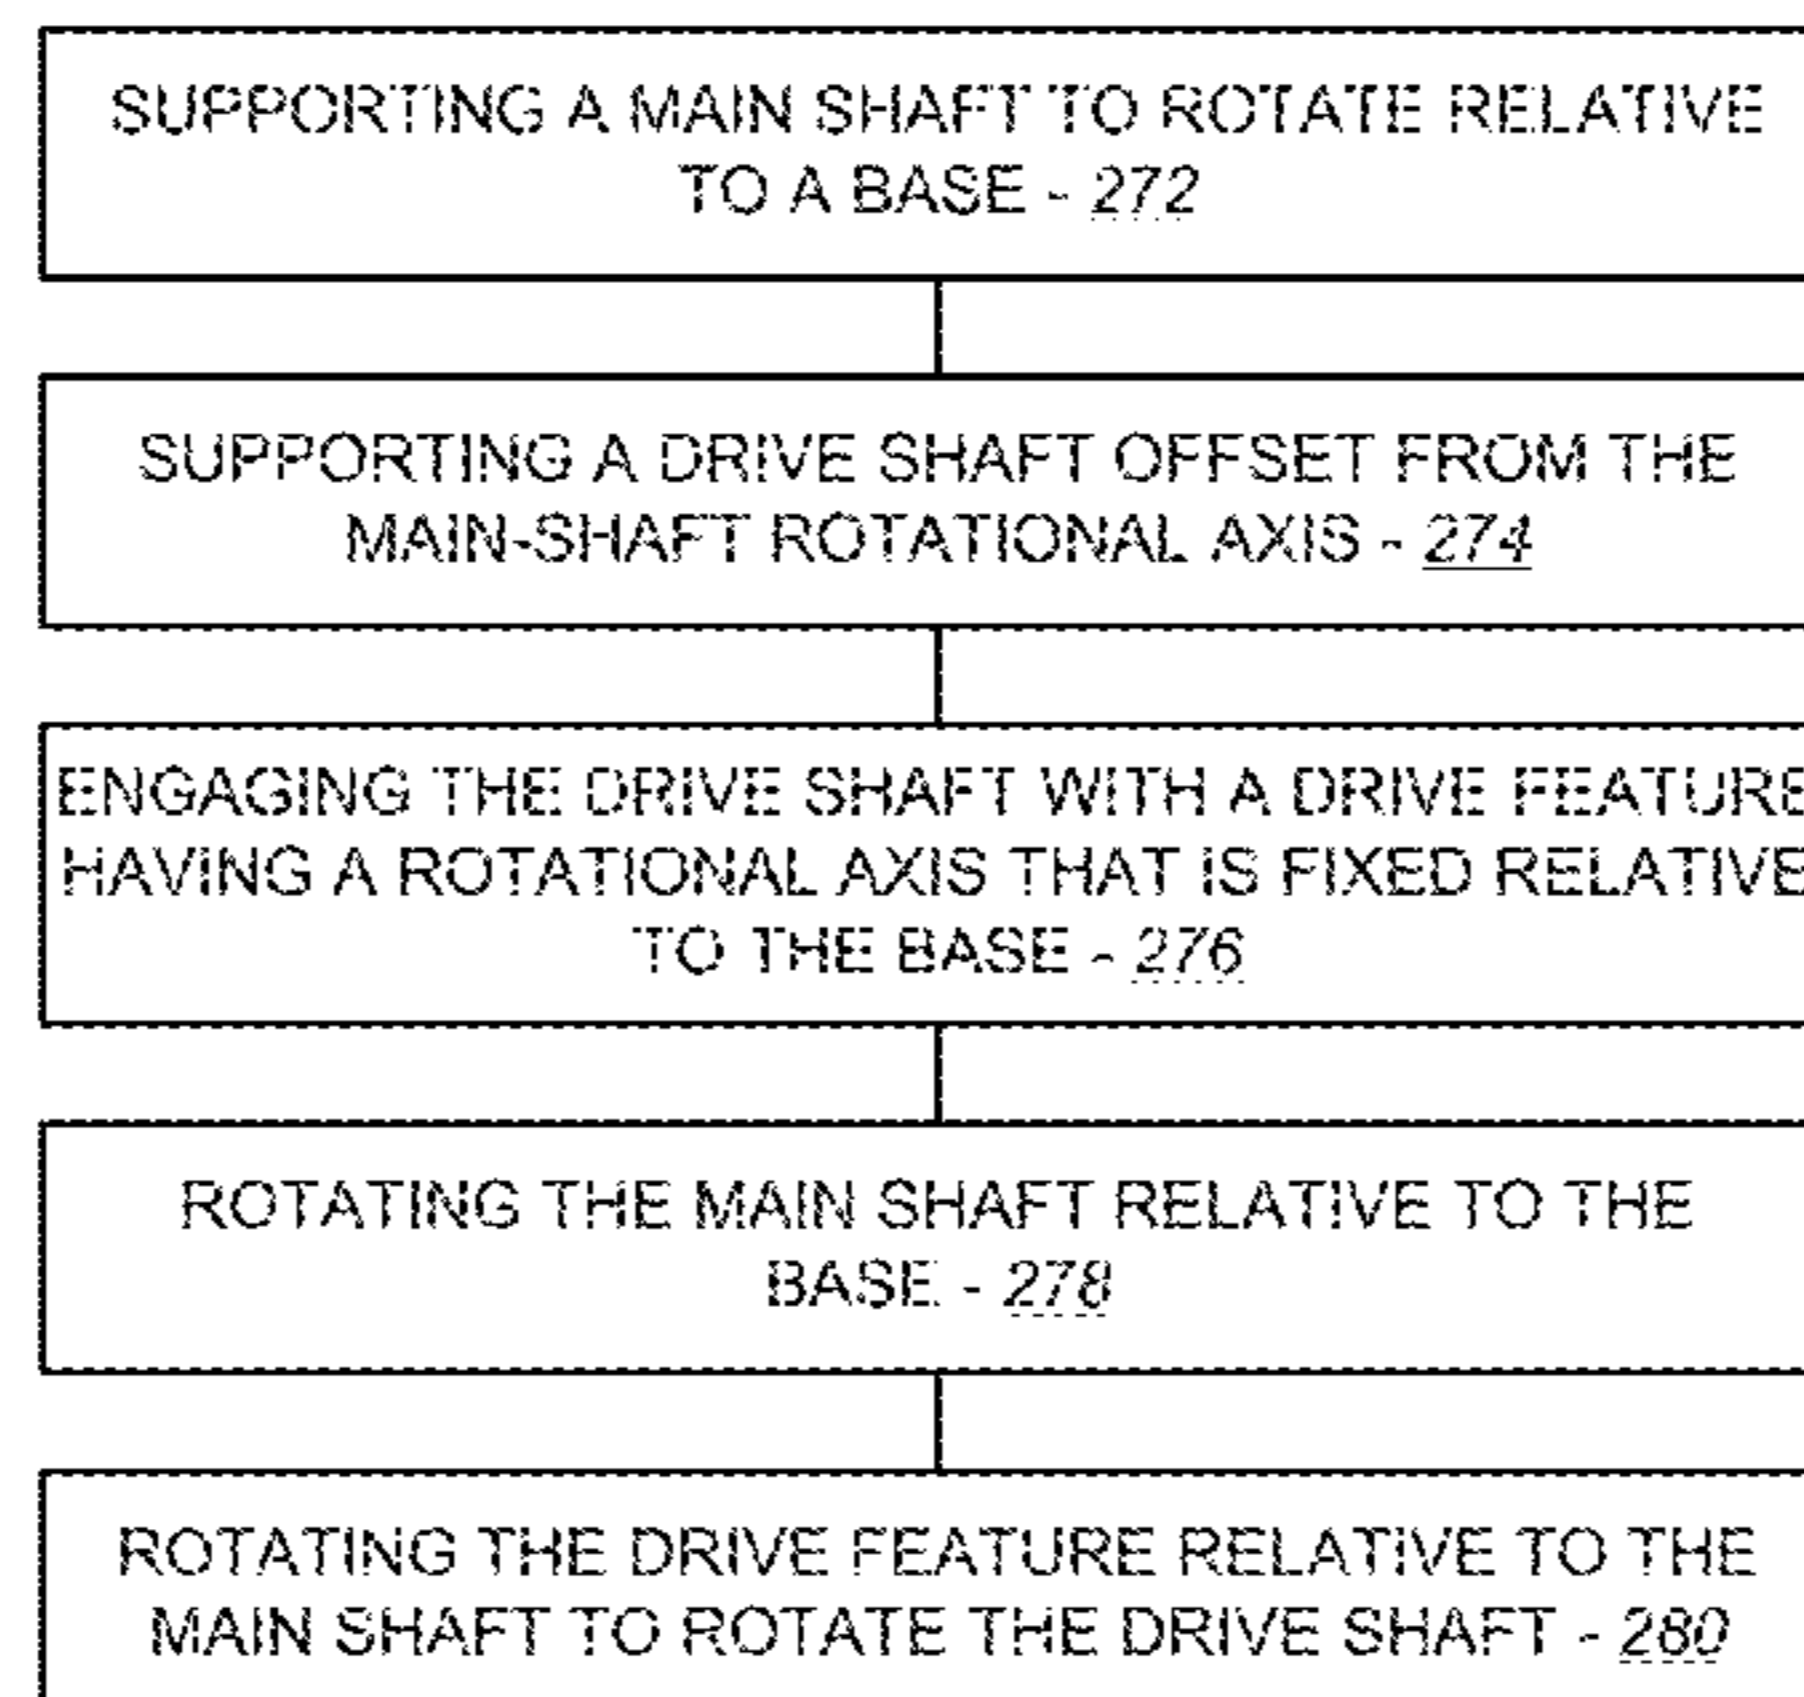 SUPPORTING A MAIN SHAFT TO ROTATE RELATIVE
TO A BASE - 272
SUPPORTING A DRIVE SHAFT OFFSET FROM THE
MAIN-SHAFT ROTATIONAL AXIS - 274
ENGAGING THE DRIVE SHAFT WITH A DRIVE FEATURE
HAVING A ROTATIONAL AXIS THAT IS FIXED RELATIVE
TO THE BASE - 276
ROTATING THE MAIN SHAFT RELATIVE TO THE
BASE - 278
ROTATING THE DRIVE FEATURE RELATIVE TO THE
MAIN SHAFT TO ROTATE THE DRIVE SHAFT - 280